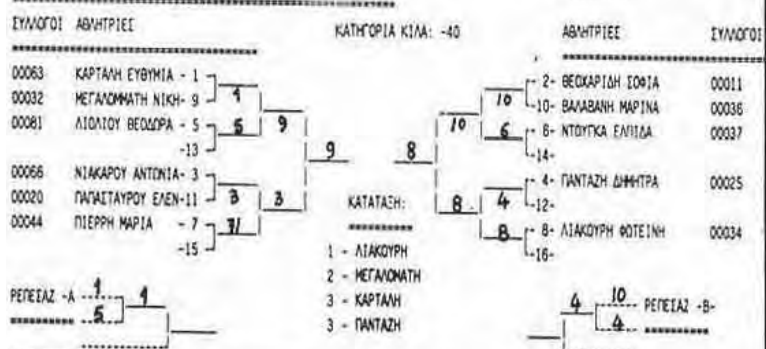 ΣΥΛΛΟΓΟΙ ΑΘΛΗΤΡΙΕΣ ΚΑΤΗΓΟΡΙΑ ΚΙΛΑ: -40 ΑΘΛΗΤΡΙΕΣ ΣΥΛΛΟΓΟΙ
00063 ΚΑΡΤΑΛΗ ΕΥΘΥΜΙΑ - 1 - 2- ΘΕΟΧΑΡΙΔΗ ΣΟΦΙΑ 00011
00032 ΜΕΓΑΛΟΜΜΑΤΗ ΝΙΚΗ- 9 10 -10- ΒΑΛΑΒΑΝΗ ΜΑΡΙΝΑ 00036
00081 ΛΙΟΛΙΟΥ ΘΕΟΔΩΡΑ - 5 5 9 10 6 - 6- ΝΤΟΥΓΚΑ ΕΛΠΙΔΑ 00037
-13 -14-
9 8
00066 ΝΙΑΚΑΡΟΥ ΑΝΤΩΝΙΑ- 3 - 4- ΠΑΝΤΑΖΗ ΔΗΜΗΤΡΑ 00025
00020 ΠΑΠΑΣΤΑΥΡΟΥ ΕΛΕΝ-11 3 3 ΚΑΤΑΤΑΞΗ: 8 4 -12-
00044 ΠΙΕΡΡΗ ΜΑΡΙΑ - 7 8 - 8- ΛΙΑΚΟΥΡΗ ΦΩΤΕΙΝΗ 00034
-15 -16-
1 - ΛΙΑΚΟΥΡΗ
2 - ΜΕΓΑΛΟΜΑΤΗ
3 - ΚΑΡΤΑΛΗ
3 - ΠΑΝΤΑΖΗ
ΡΕΠΕΣΑΖ -Α 1 1 4 10 ΡΕΠΕΣΑΖ -Β-
5 4